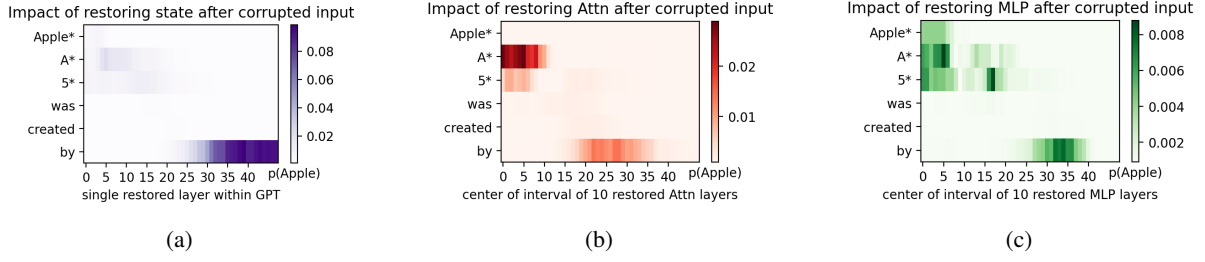 Impact of restoring state after corrupted input
Apple*
A*
5*
was
created
by
0 5 10 15 20 25 30 35 40
single restored layer within GPT
0.08
0.06
0.04
0.02
p(Apple)
(a)
Impact of restoring Attn after corrupted input
Apple*
A*
5*
was
created
by
0 5 10 15 20 25 30 35 40
center of interval of 10 restored Attn layers
0.02
0.01
p(Apple)
(b)
Impact of restoring MLP after corrupted input
Apple*
A*
5*
was
created
by
0 5 10 15 20 25 30 35 40
center of interval of 10 restored MLP layers
0.008
0.006
0.004
0.002
p(Apple)
(c)